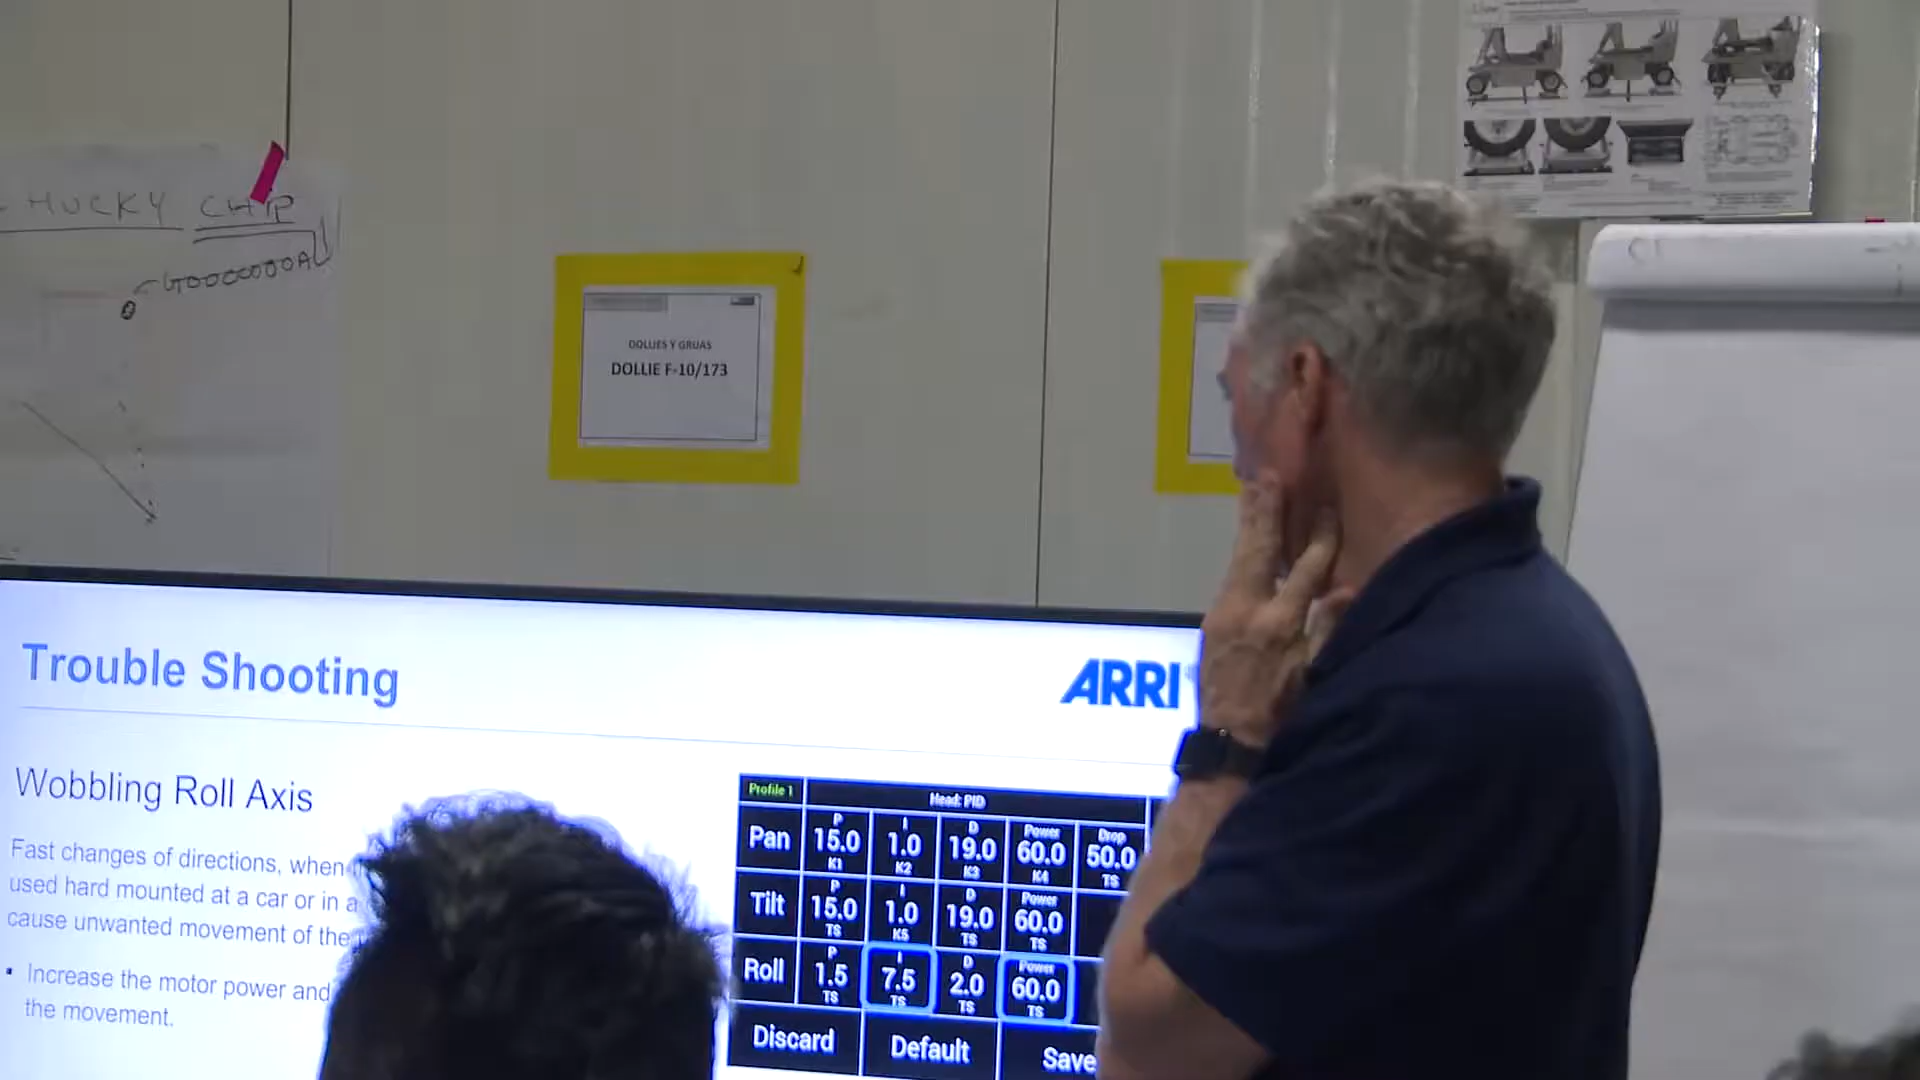 HUCKY CHIP
GOOOOOOOAL
DOLLIES Y GRUAS
DOLLIE F-10/173
Trouble Shooting
ARRI
Wobbling Roll Axis
Fast changes of directions, when
used hard mounted at a car or in a
cause unwanted movement of the
▪ Increase the motor power and
the movement.
Profile 1 Head: PID
Pan P 15.0 K1 I 1.0 K2 D 19.0 K3 Power 60.0 K4 Drop 50.0 TS
Tilt P 15.0 TS I 1.0 K5 D 19.0 TS Power 60.0 TS
Roll P 1.5 TS I 7.5 TS D 2.0 TS Power 60.0 TS
Discard Default Save